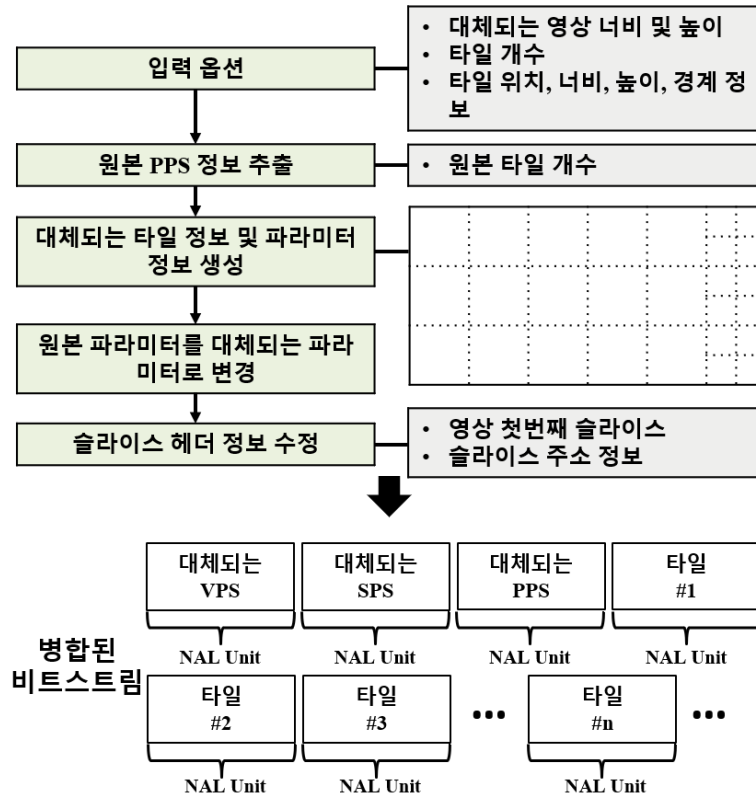 입력 옵션
• 대체되는 영상 너비 및 높이
• 타일 개수
• 타일 위치, 너비, 높이, 경계 정
보
원본 PPS 정보 추출
• 원본 타일 개수
대체되는 타일 정보 및 파라미터
정보 생성
원본 파라미터를 대체되는 파라
미터로 변경
슬라이스 헤더 정보 수정
• 영상 첫번째 슬라이스
• 슬라이스 주소 정보
병합된
비트스트림
대체되는
VPS
대체되는
SPS
대체되는
PPS
타일
#1
NAL Unit
NAL Unit
NAL Unit
NAL Unit
타일
#2
타일
#3
•••
타일
#n
•••
NAL Unit
NAL Unit
NAL Unit